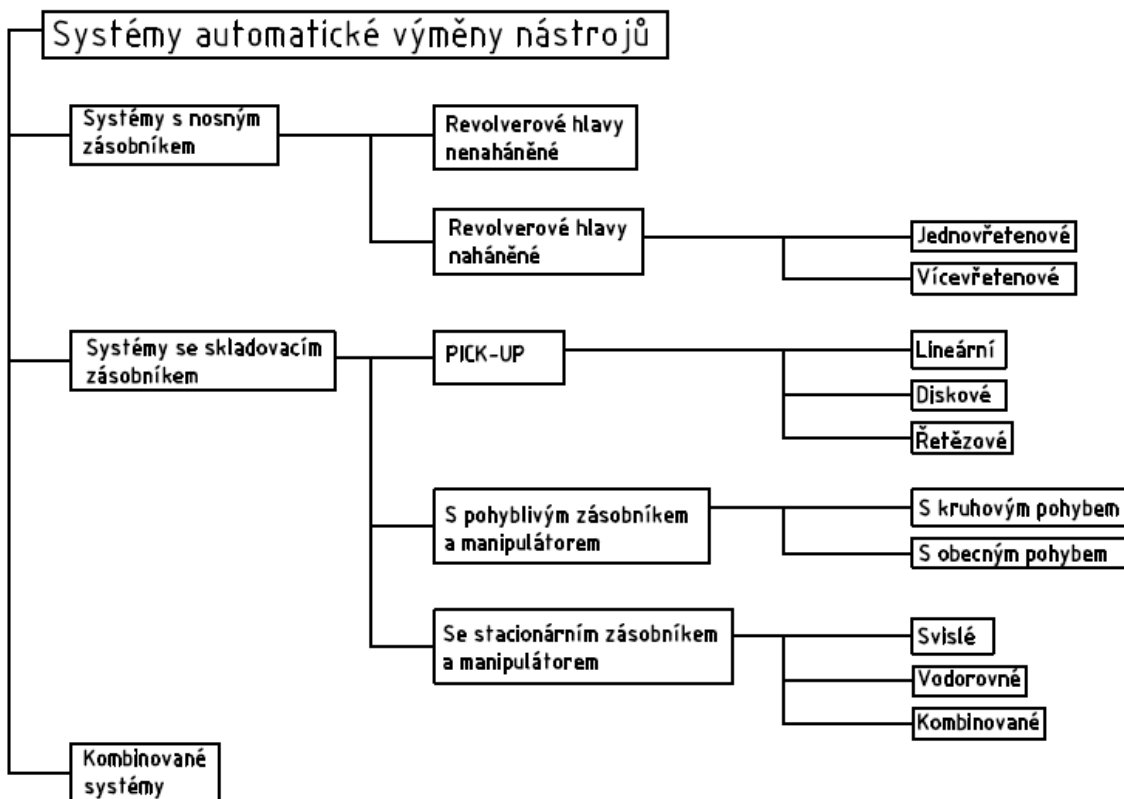 Systémy automatické výměny nástrojů
Systémy s nosným
zásobníkem
Revolverové hlavy
nenaháněné
Revolverové hlavy
naháněné
Jednovřetenové
Vícevřetenové
Systémy se skladovacím
zásobníkem
PICK-UP
Lineární
Diskové
Řetězové
S pohyblivým zásobníkem
a manipulátorem
S kruhovým pohybem
S obecným pohybem
Se stacionárním zásobníkem
a manipulátorem
Svislé
Vodorovné
Kombinované
Kombinované
systémy